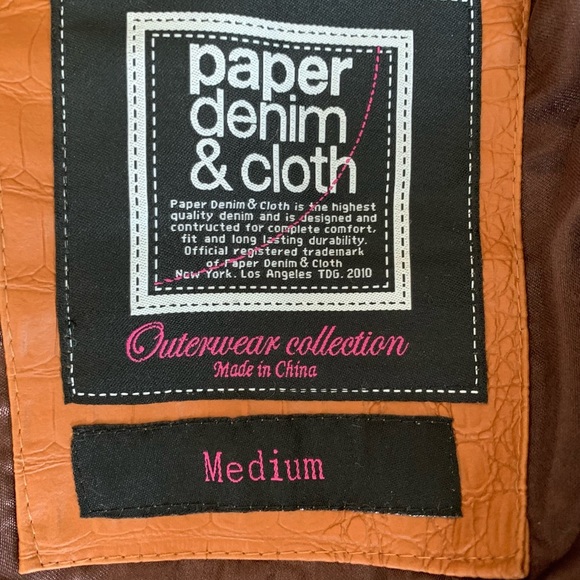 paper
denim
& cloth
Paper Denim & Cloth is the highest
quality denim and is designed and
contructed for complete comfort,
fit and long lasting durability.
Official registered trademark
of Paper Denim & Cloth
New York. Los Angeles TDG. 2010
Outerwear collection
Made in China
Medium